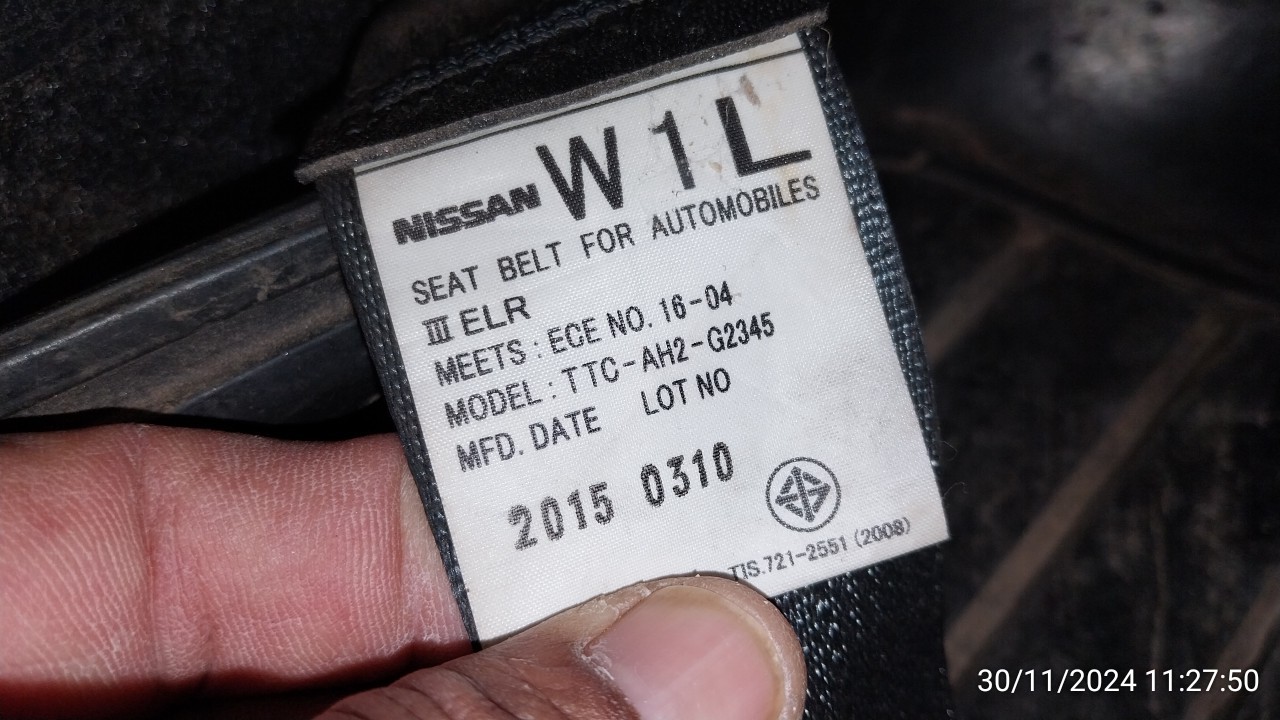 W 1 L
NISSAN
SEAT BELT FOR AUTOMOBILES
Ⅲ ELR
MEETS : ECE NO. 16-04
MODEL : TTC-AH2-G2345
MFD. DATE LOT NO
2015 0310
TIS.721-2551 (2008)
30/11/2024 11:27:50